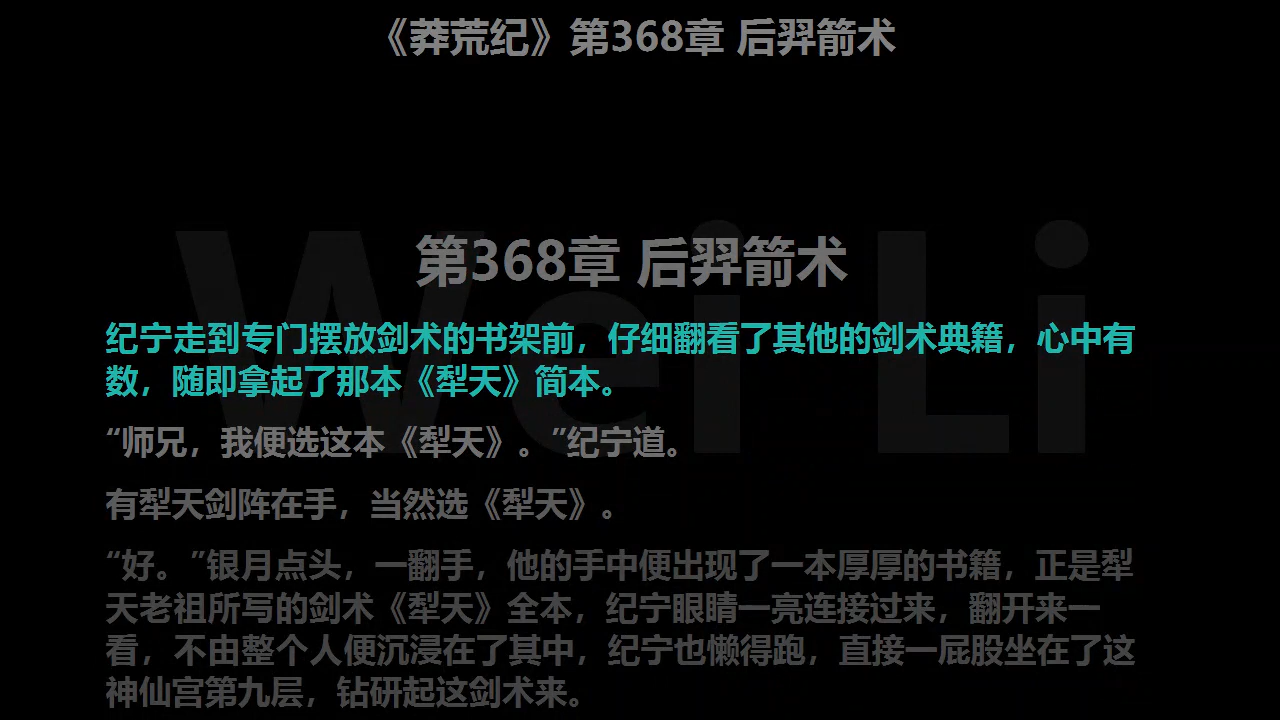 《莽荒纪》第368章 后羿箭术
Wei Li
第368章 后羿箭术
纪宁走到专门摆放剑术的书架前，仔细翻看了其他的剑术典籍，心中有
数，随即拿起了那本《犁天》简本。
“师兄，我便选这本《犁天》。”纪宁道。
有犁天剑阵在手，当然选《犁天》。
“好。”银月点头，一翻手，他的手中便出现了一本厚厚的书籍，正是犁
天老祖所写的剑术《犁天》全本，纪宁眼睛一亮连接过来，翻开来一
看，不由整个人便沉浸在了其中，纪宁也懒得跑，直接一屁股坐在了这
神仙宫第九层，钻研起这剑术来。